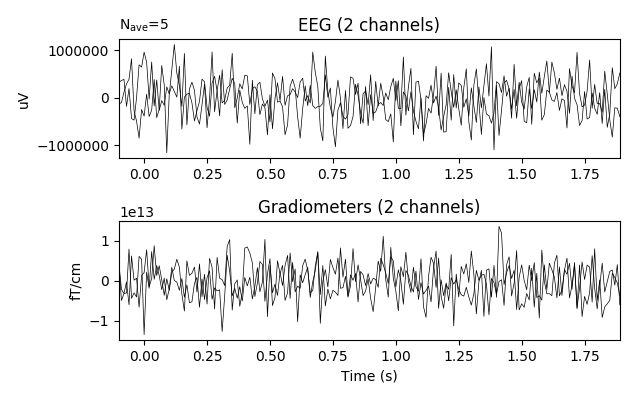 N_ave=5
EEG (2 channels)
1000000
0
−1000000
uV
0.00 0.25 0.50 0.75 1.00 1.25 1.50 1.75
1e13
Gradiometers (2 channels)
1
0
−1
fT/cm
0.00 0.25 0.50 0.75 1.00 1.25 1.50 1.75
Time (s)